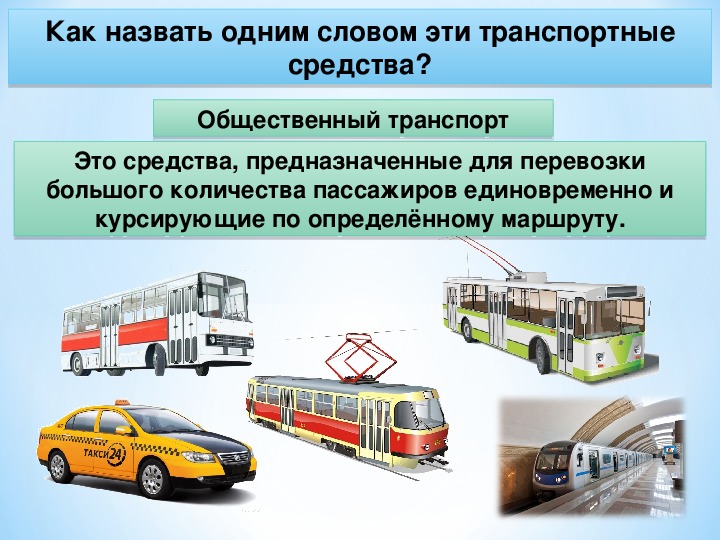 Как назвать одним словом эти транспортные
средства?
Общественный транспорт
Это средства, предназначенные для перевозки
большого количества пассажиров единовременно и
курсирующие по определённому маршруту.
ТАКСИ 24